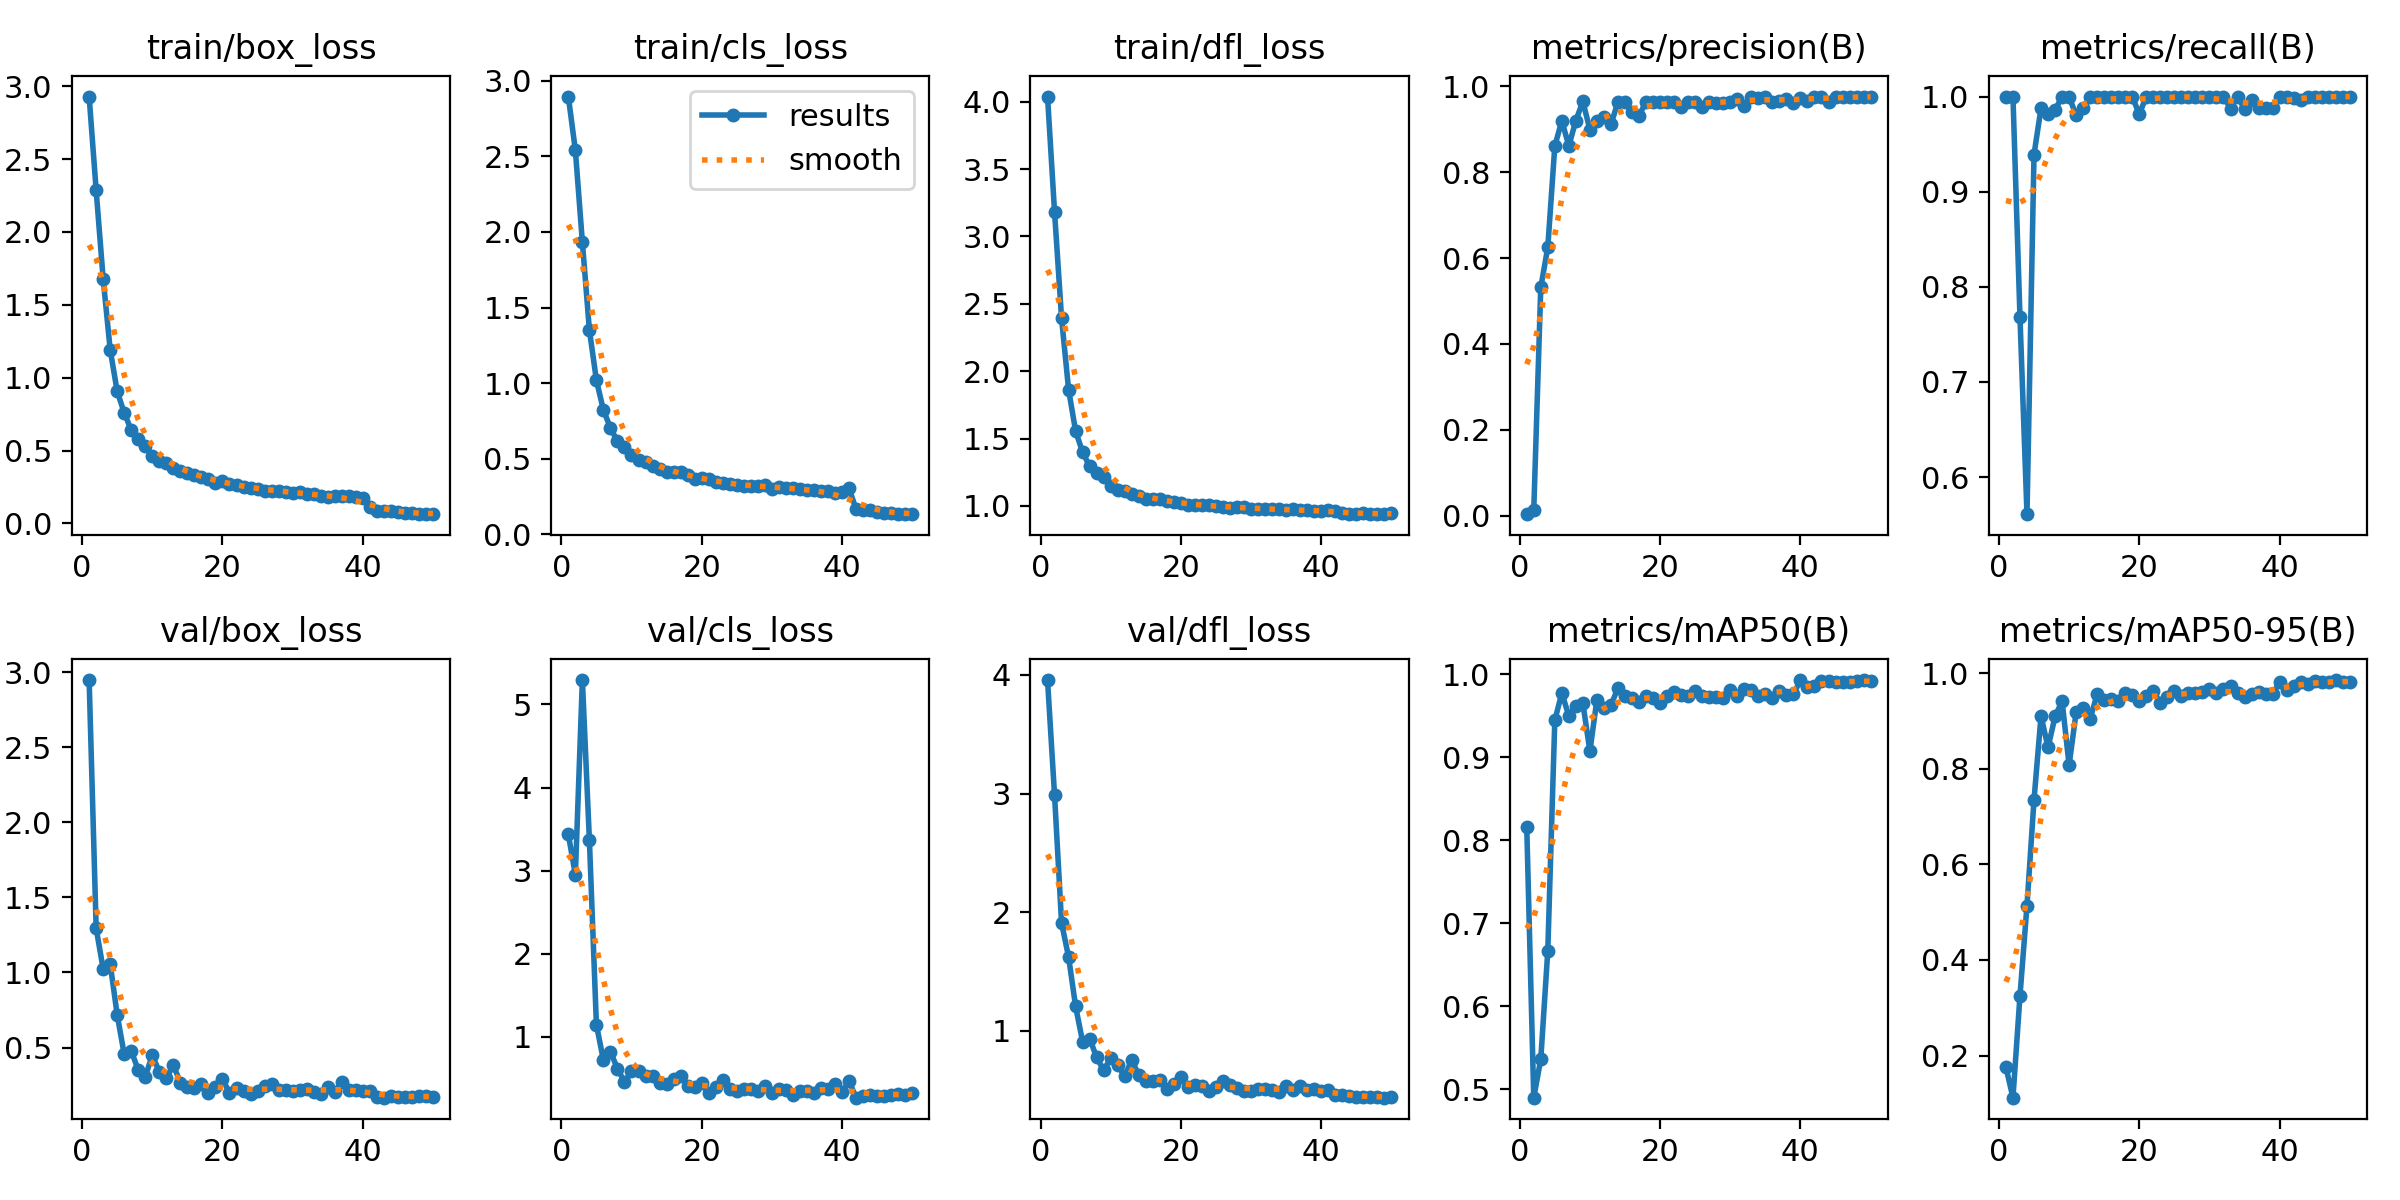 train/box_loss
3.0
2.5
2.0
1.5
1.0
0.5
0.0
0 20 40
train/cls_loss
results
smooth
3.0
2.5
2.0
1.5
1.0
0.5
0.0
0 20 40
train/dfl_loss
4.0
3.5
3.0
2.5
2.0
1.5
1.0
0 20 40
metrics/precision(B)
1.0
0.8
0.6
0.4
0.2
0.0
0 20 40
metrics/recall(B)
1.0
0.9
0.8
0.7
0.6
0 20 40
val/box_loss
3.0
2.5
2.0
1.5
1.0
0.5
0 20 40
val/cls_loss
5
4
3
2
1
0 20 40
val/dfl_loss
4
3
2
1
0 20 40
metrics/mAP50(B)
1.0
0.9
0.8
0.7
0.6
0.5
0 20 40
metrics/mAP50-95(B)
1.0
0.8
0.6
0.4
0.2
0 20 40